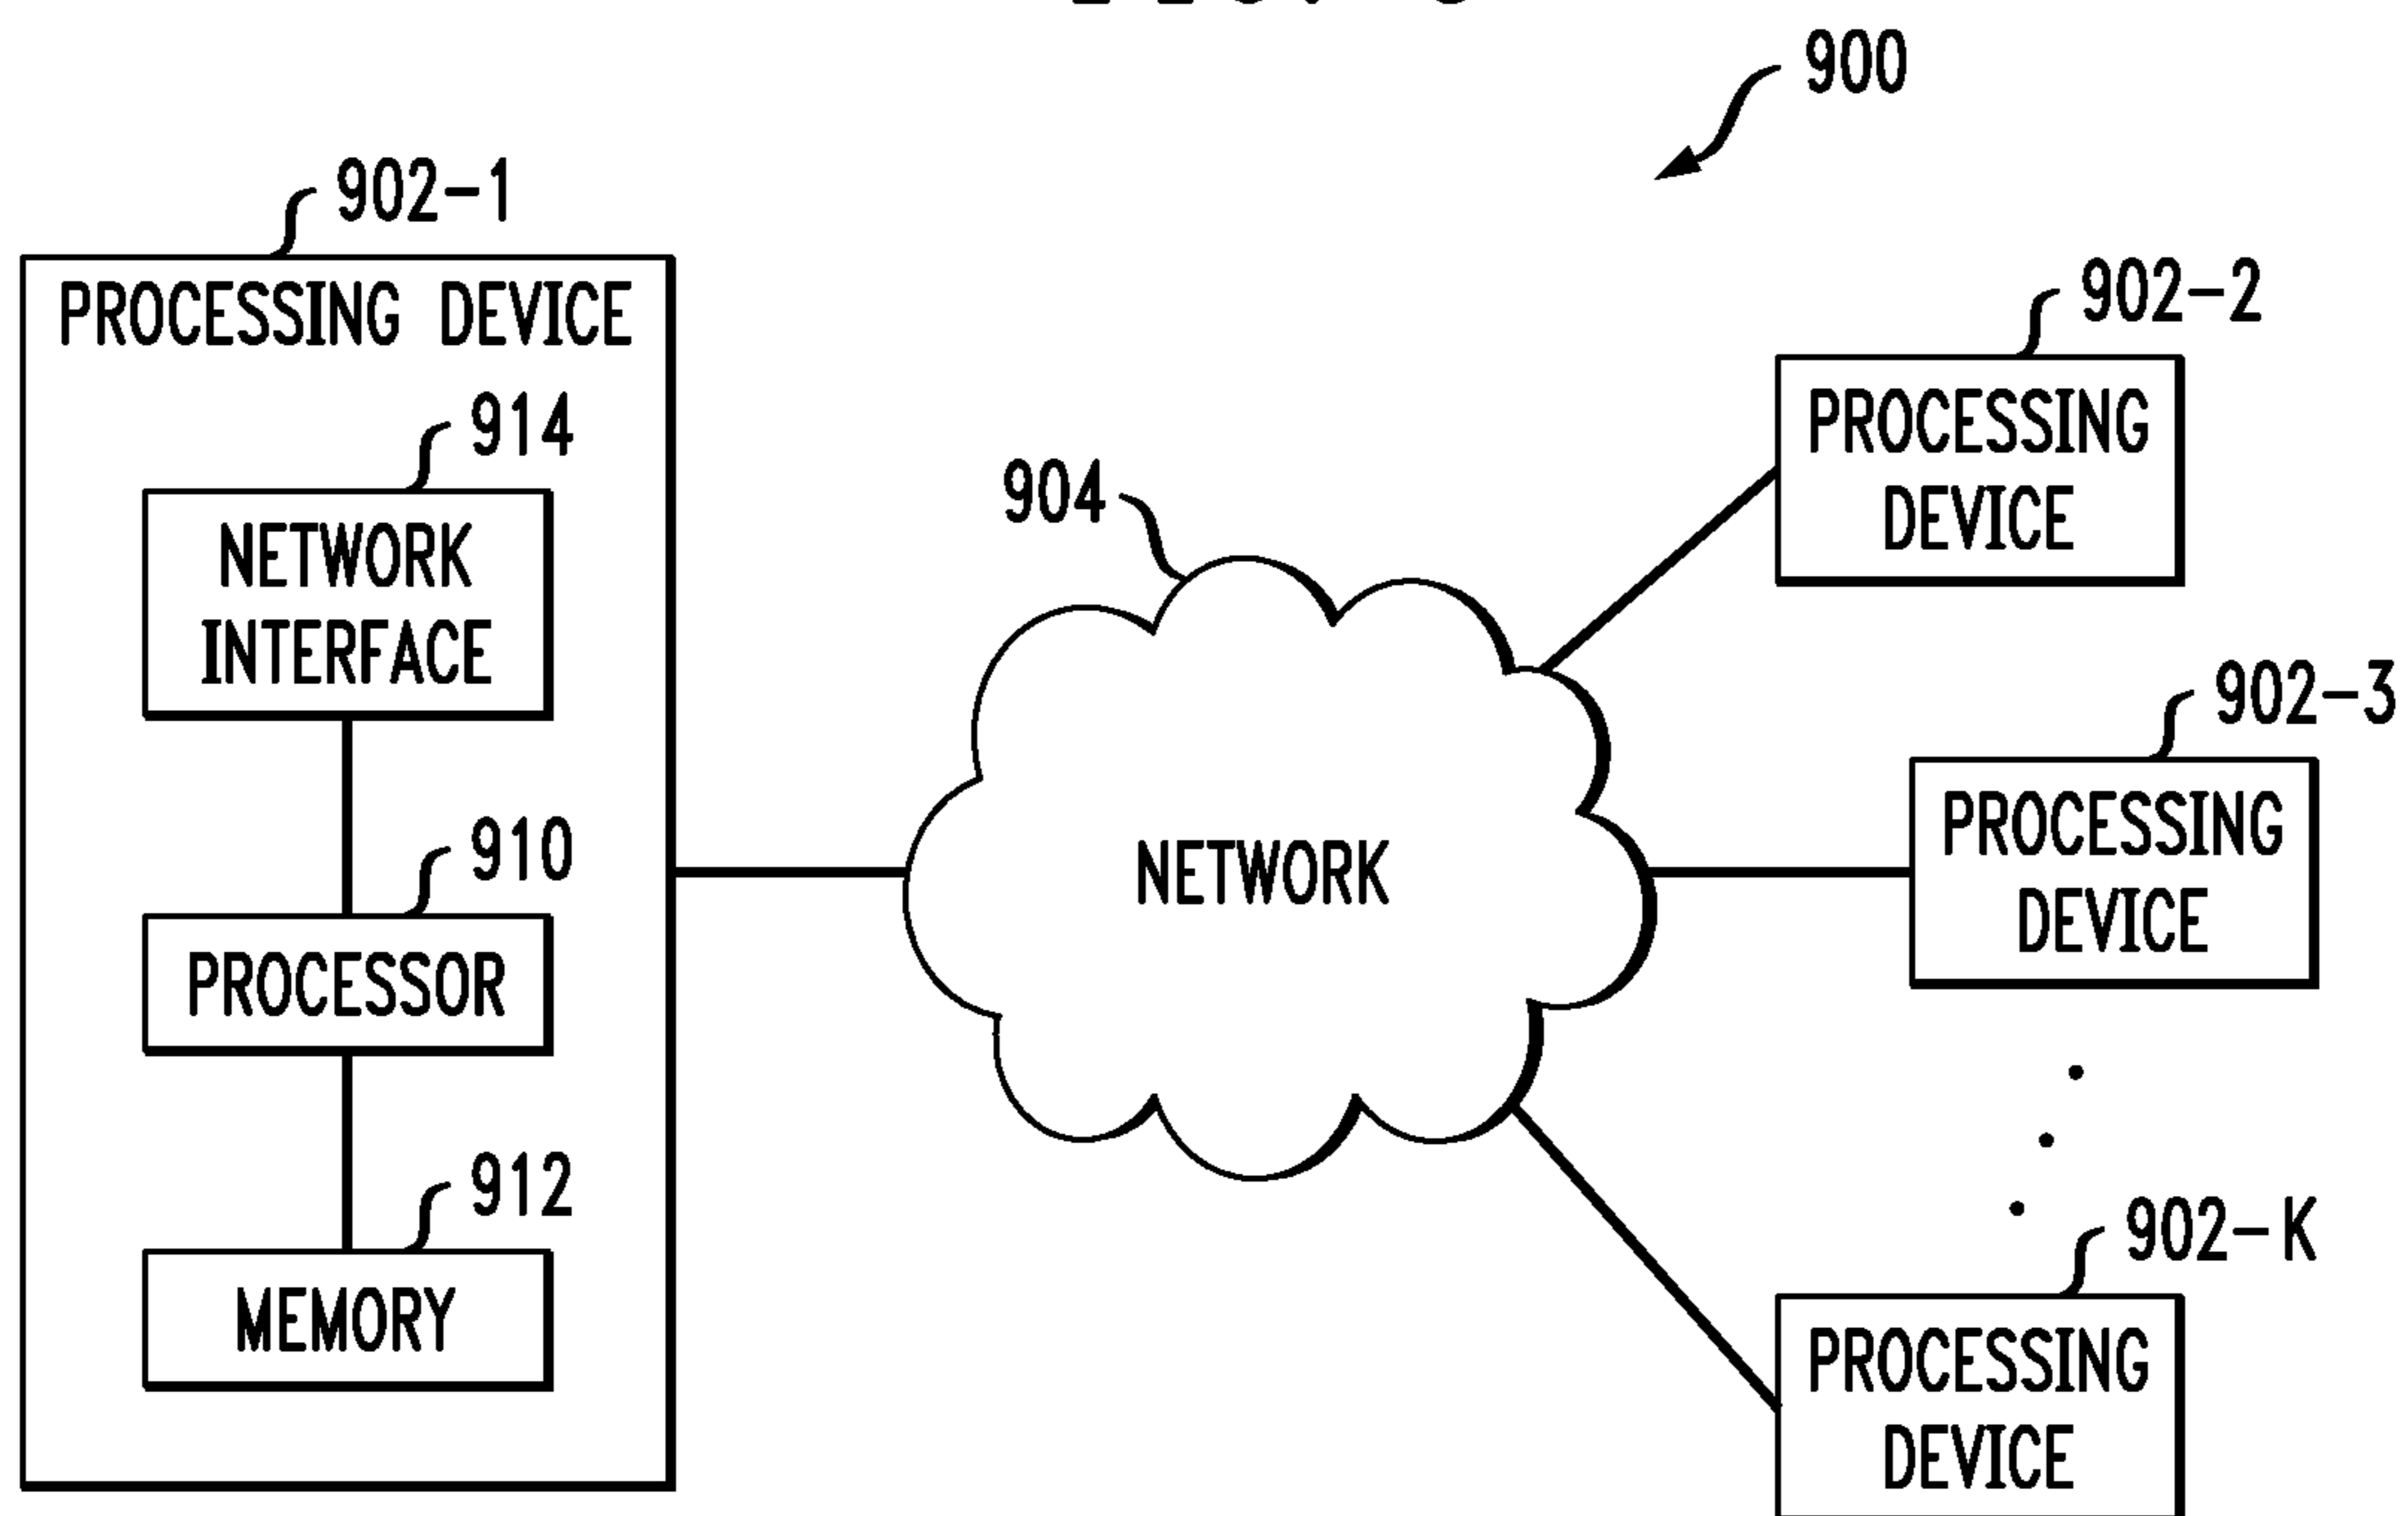 900
902-1
PROCESSING DEVICE
914
NETWORK
INTERFACE
910
PROCESSOR
912
MEMORY
904
NETWORK
902-2
PROCESSING
DEVICE
902-3
PROCESSING
DEVICE
902-K
PROCESSING
DEVICE